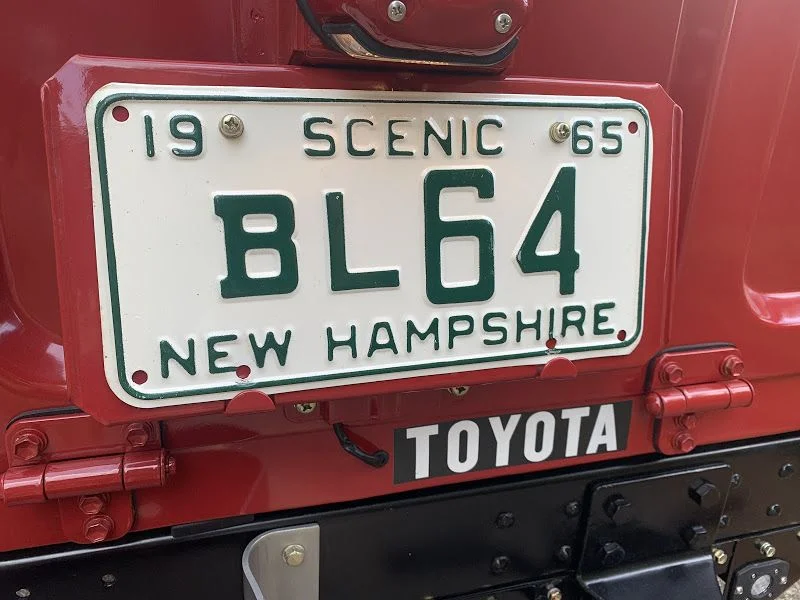 19 SCENIC 65
BL64
NEW HAMPSHIRE
TOYOTA